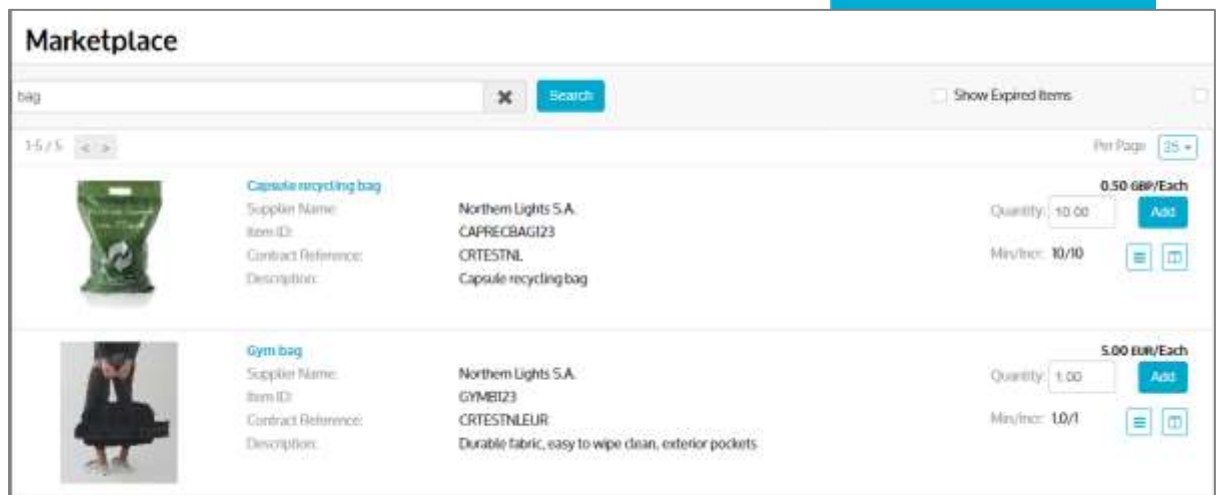 Marketplace
bag
Search
Show Expired Items
1-5 / 5 < >
Per Page 25
Capsule recycling bag
0.50 GBP/Each
Supplier Name: Northern Lights S.A.
Quantity: 10.00 Add
Item ID: CAPRECBAG123
Contract Reference: CRTESTNL
Min/Incr: 10/10
Description: Capsule recycling bag
Gym bag
5.00 EUR/Each
Supplier Name: Northern Lights S.A.
Quantity: 1.00 Add
Item ID: GYMB123
Contract Reference: CRTESTNLEUR
Min/Incr: 1.0/1
Description: Durable fabric, easy to wipe clean, exterior pockets